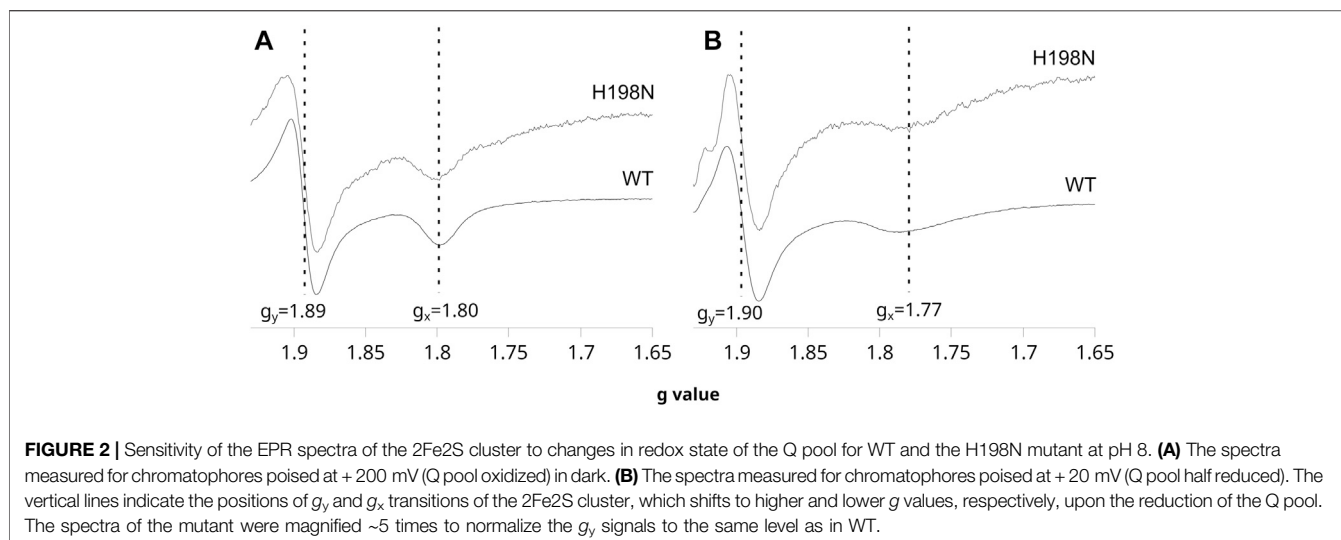 A
B
H198N
H198N
WT
WT
gy=1.89
gx=1.80
gy=1.90
gx=1.77
1.9 1.85 1.8 1.75 1.7 1.65
1.9 1.85 1.8 1.75 1.7 1.65
g value
FIGURE 2 | Sensitivity of the EPR spectra of the 2Fe2S cluster to changes in redox state of the Q pool for WT and the H198N mutant at pH 8. (A) The spectra
measured for chromatophores poised at + 200 mV (Q pool oxidized) in dark. (B) The spectra measured for chromatophores poised at + 20 mV (Q pool half reduced). The
vertical lines indicate the positions of gy and gx transitions of the 2Fe2S cluster, which shifts to higher and lower g values, respectively, upon the reduction of the Q pool.
The spectra of the mutant were magnified ~5 times to normalize the gy signals to the same level as in WT.